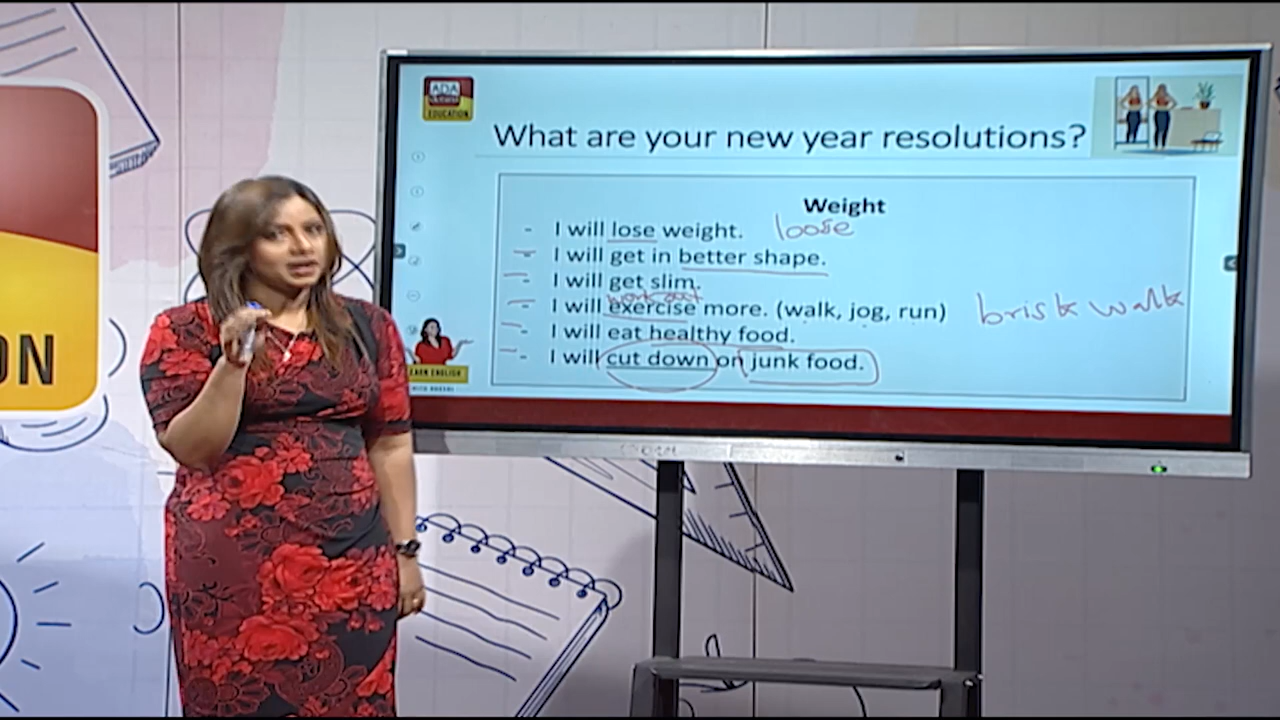 ADA
EDUCATION
What are your new year resolutions?
Weight
- I will lose weight. loose
- I will get in better shape.
- I will get slim.
work out
- I will exercise more. (walk, jog, run) brisk walk
- I will eat healthy food.
- I will cut down on junk food.
LEARN ENGLISH
ON